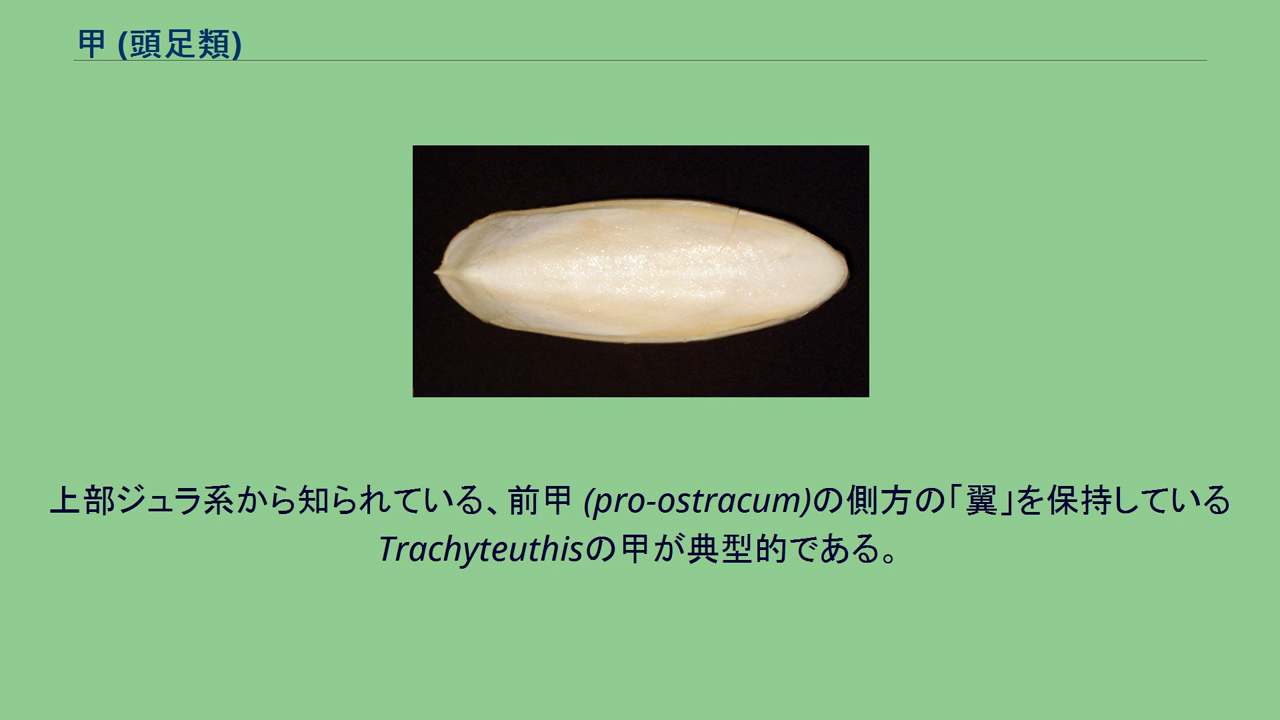 甲 (頭足類)
上部ジュラ系から知られている、前甲 (pro-ostracum)の側方の「翼」を保持している
Trachyteuthisの甲が典型的である。